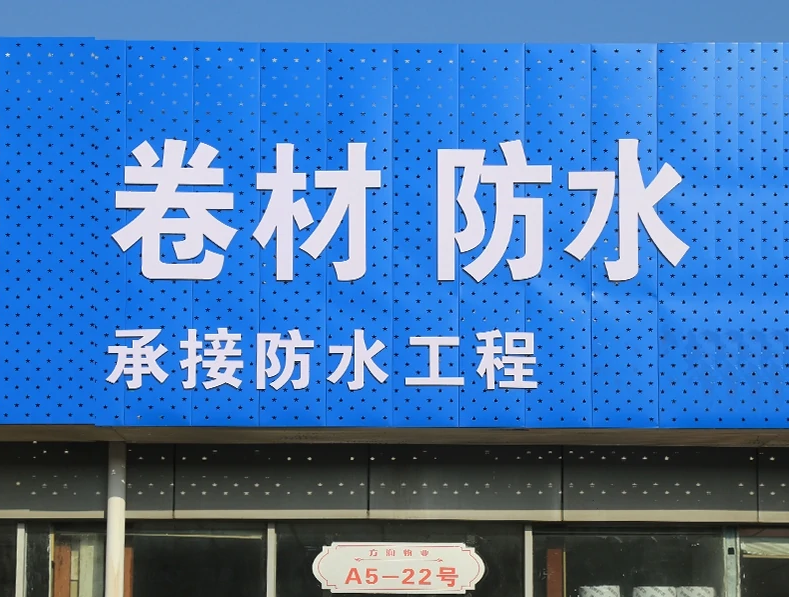 卷材 防水
承接防水工程
A5-22号